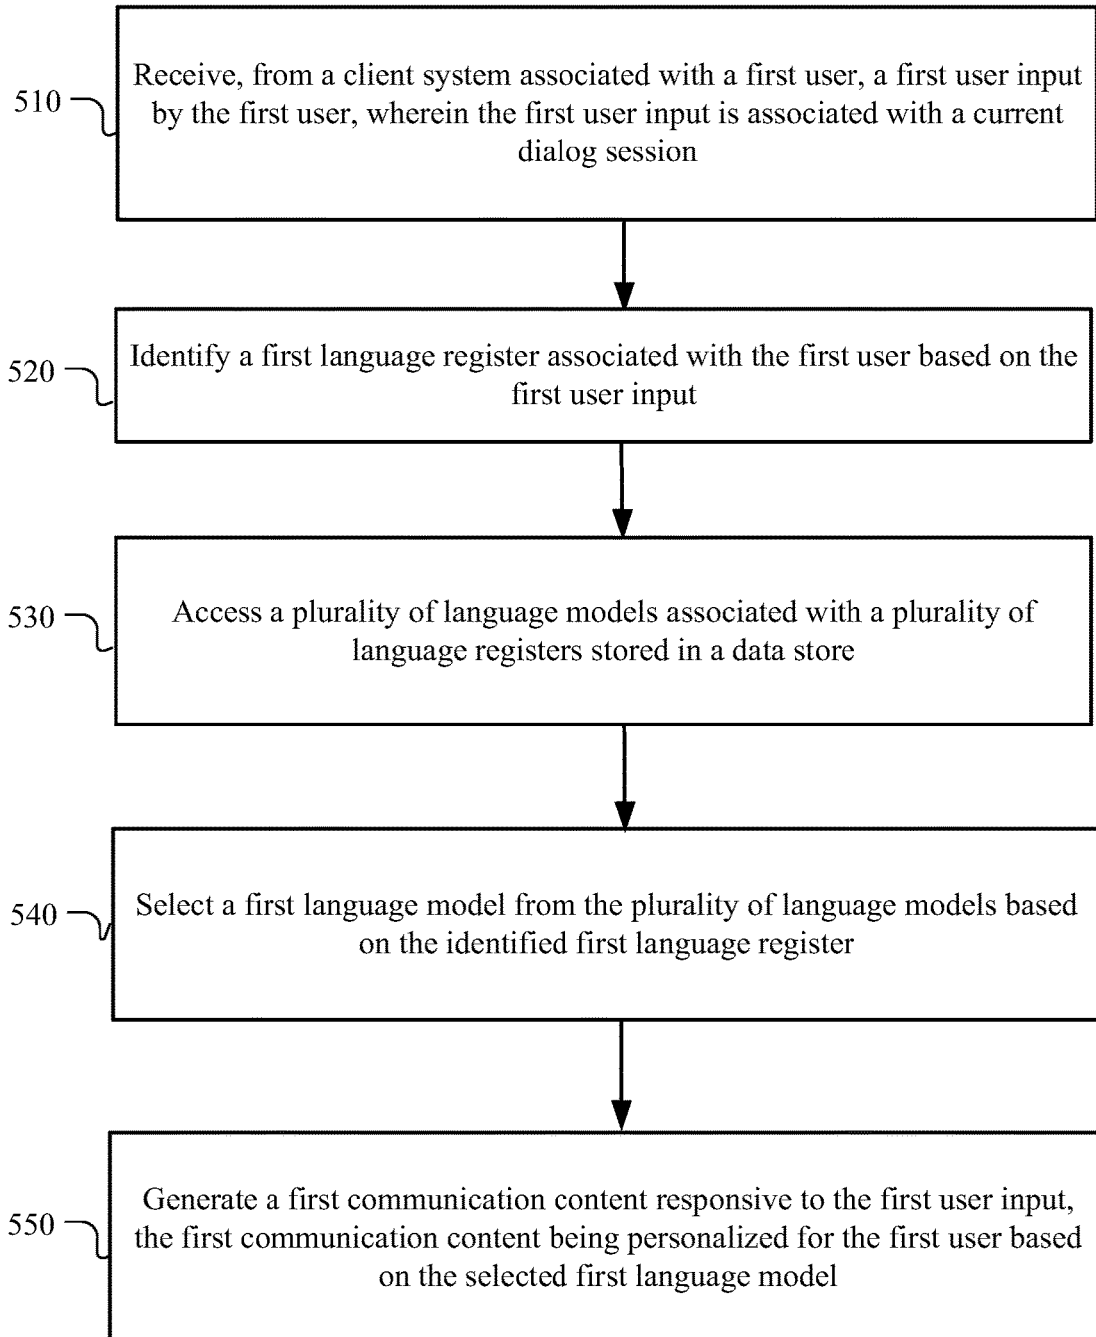 510
Receive, from a client system associated with a first user, a first user input
by the first user, wherein the first user input is associated with a current
dialog session
520
Identify a first language register associated with the first user based on the
first user input
530
Access a plurality of language models associated with a plurality of
language registers stored in a data store
540
Select a first language model from the plurality of language models based
on the identified first language register
550
Generate a first communication content responsive to the first user input,
the first communication content being personalized for the first user based
on the selected first language model